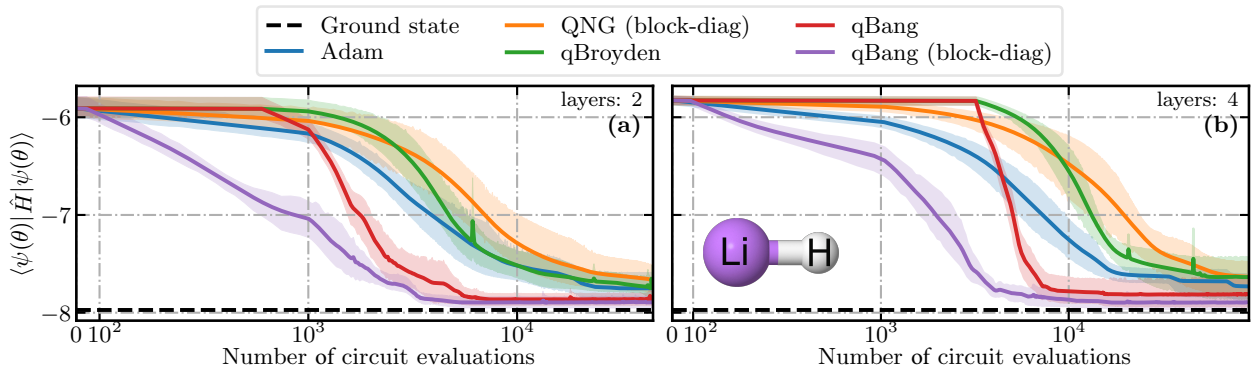 Ground state
QNG (block-diag)
qBang
Adam
qBroyden
qBang (block-diag)
layers: 2
(a)
−6
−7
−8
⟨ψ(θ)|Ĥ|ψ(θ)⟩
0 10²
10³
10⁴
Number of circuit evaluations
layers: 4
(b)
Li
H
0 10²
10³
10⁴
Number of circuit evaluations